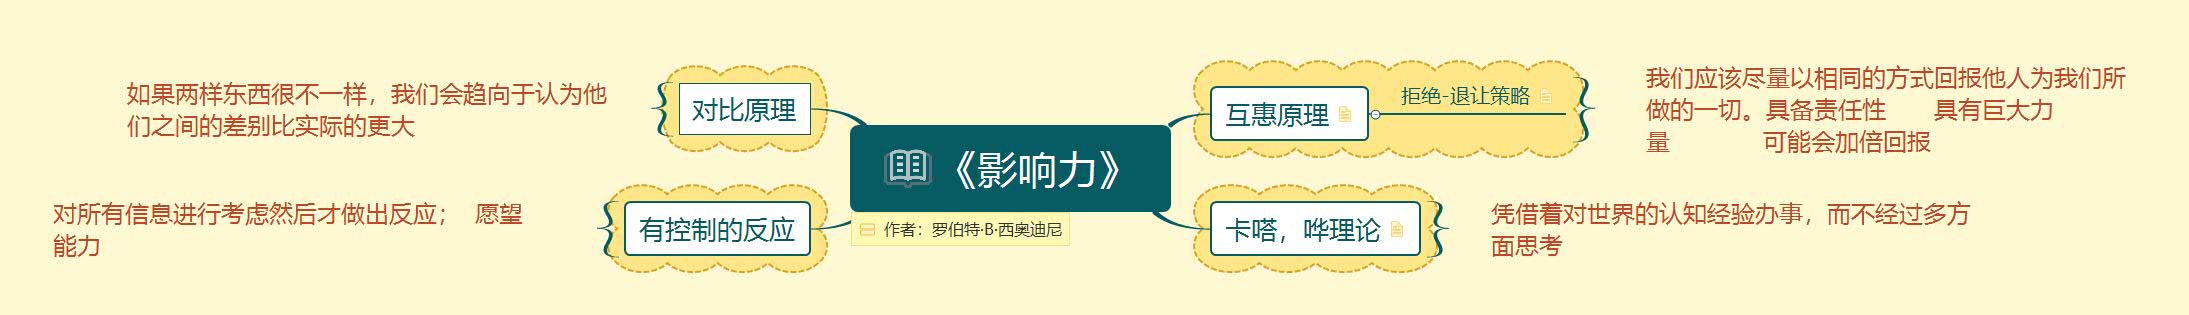 《影响力》
作者：罗伯特·B·西奥迪尼
互惠原理
拒绝-退让策略
我们应该尽量以相同的方式回报他人为我们所
做的一切。具备责任性 具有巨大力
量 可能会加倍回报
卡嗒，哗理论
凭借着对世界的认知经验办事，而不经过多方
面思考
对比原理
如果两样东西很不一样，我们会趋向于认为他
们之间的差别比实际的更大
有控制的反应
对所有信息进行考虑然后才做出反应； 愿望
能力